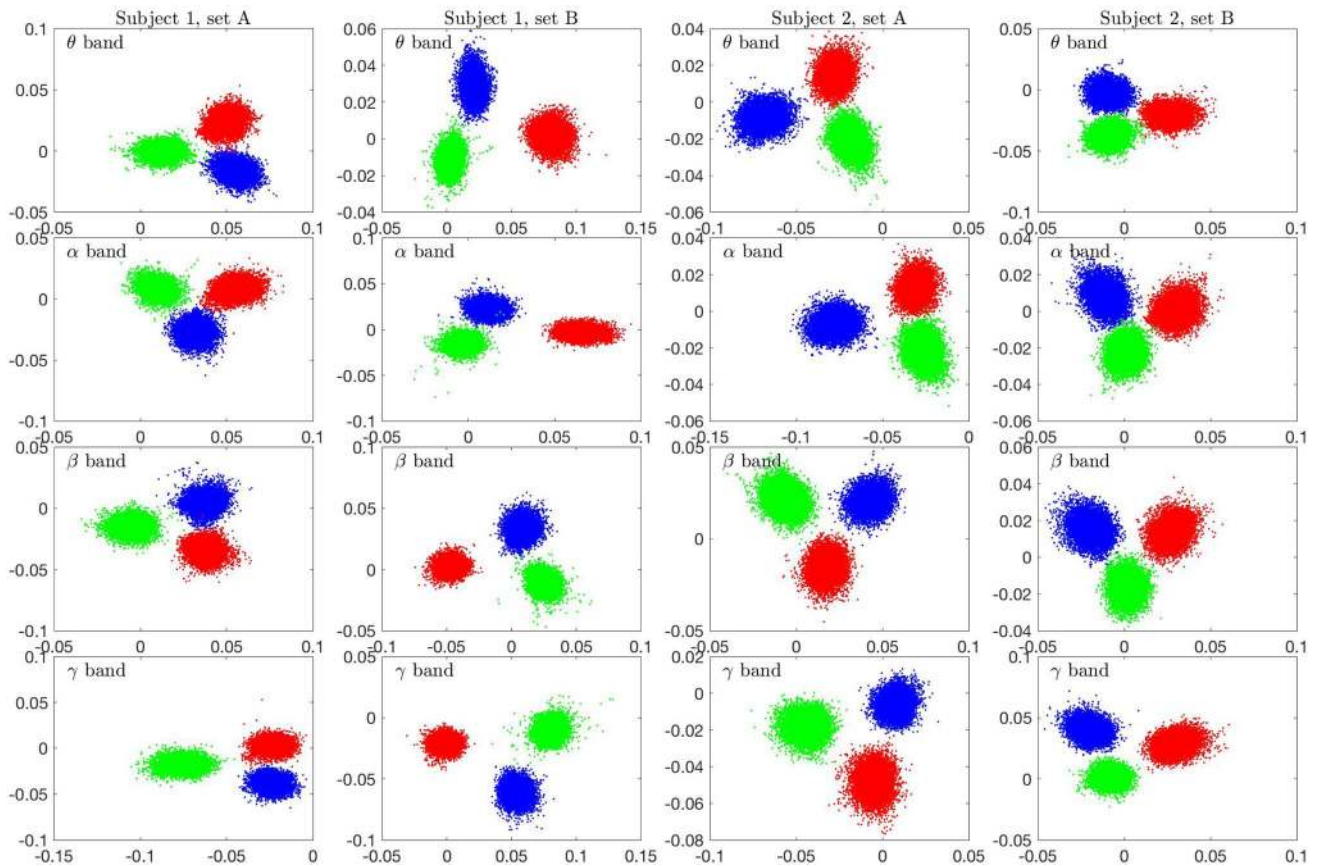 Subject 1, set A Subject 1, set B Subject 2, set A Subject 2, set B
0.1 0.06 0.04 0.05
θ band θ band θ band θ band
0.04 0.02
0.05 0.02 0 0
0 0 -0.02 -0.05
-0.02 -0.04
-0.05 -0.04 -0.06 -0.1
-0.05 0 0.05 0.1 -0.05 0 0.05 0.1 0.15 -0.1 -0.05 0 0.05 -0.05 0 0.05 0.1
0.05 0.1 0.04 0.04
α band α band α band α band
0.05 0.02 0.02
0 0 0 0
-0.05 -0.05 -0.02 -0.02
-0.04 -0.04
-0.1 -0.1 -0.06 -0.06
-0.05 0 0.05 0.1 -0.05 0 0.05 0.1 -0.15 -0.1 -0.05 0 -0.05 0 0.05 0.1
0.05 0.1 0.05 0.06
β band β band β band β band
0.04
0 0.05 0 0.02
-0.05 0 0
-0.02
-0.1 -0.05 -0.05 -0.04
-0.05 0 0.05 0.1 -0.1 -0.05 0 0.05 0.1 -0.05 0 0.05 0.1 -0.05 0 0.05 0.1
0.1 0.05 0.02 0.1
γ band γ band γ band γ band
0.05 0 0 0.05
0 -0.05 -0.02 0
-0.04
-0.05 -0.06
-0.1 -0.1 -0.08 -0.05
-0.15 -0.1 -0.05 0 -0.05 0 0.05 0.1 0.15 -0.1 -0.05 0 0.05 -0.05 0 0.05 0.1